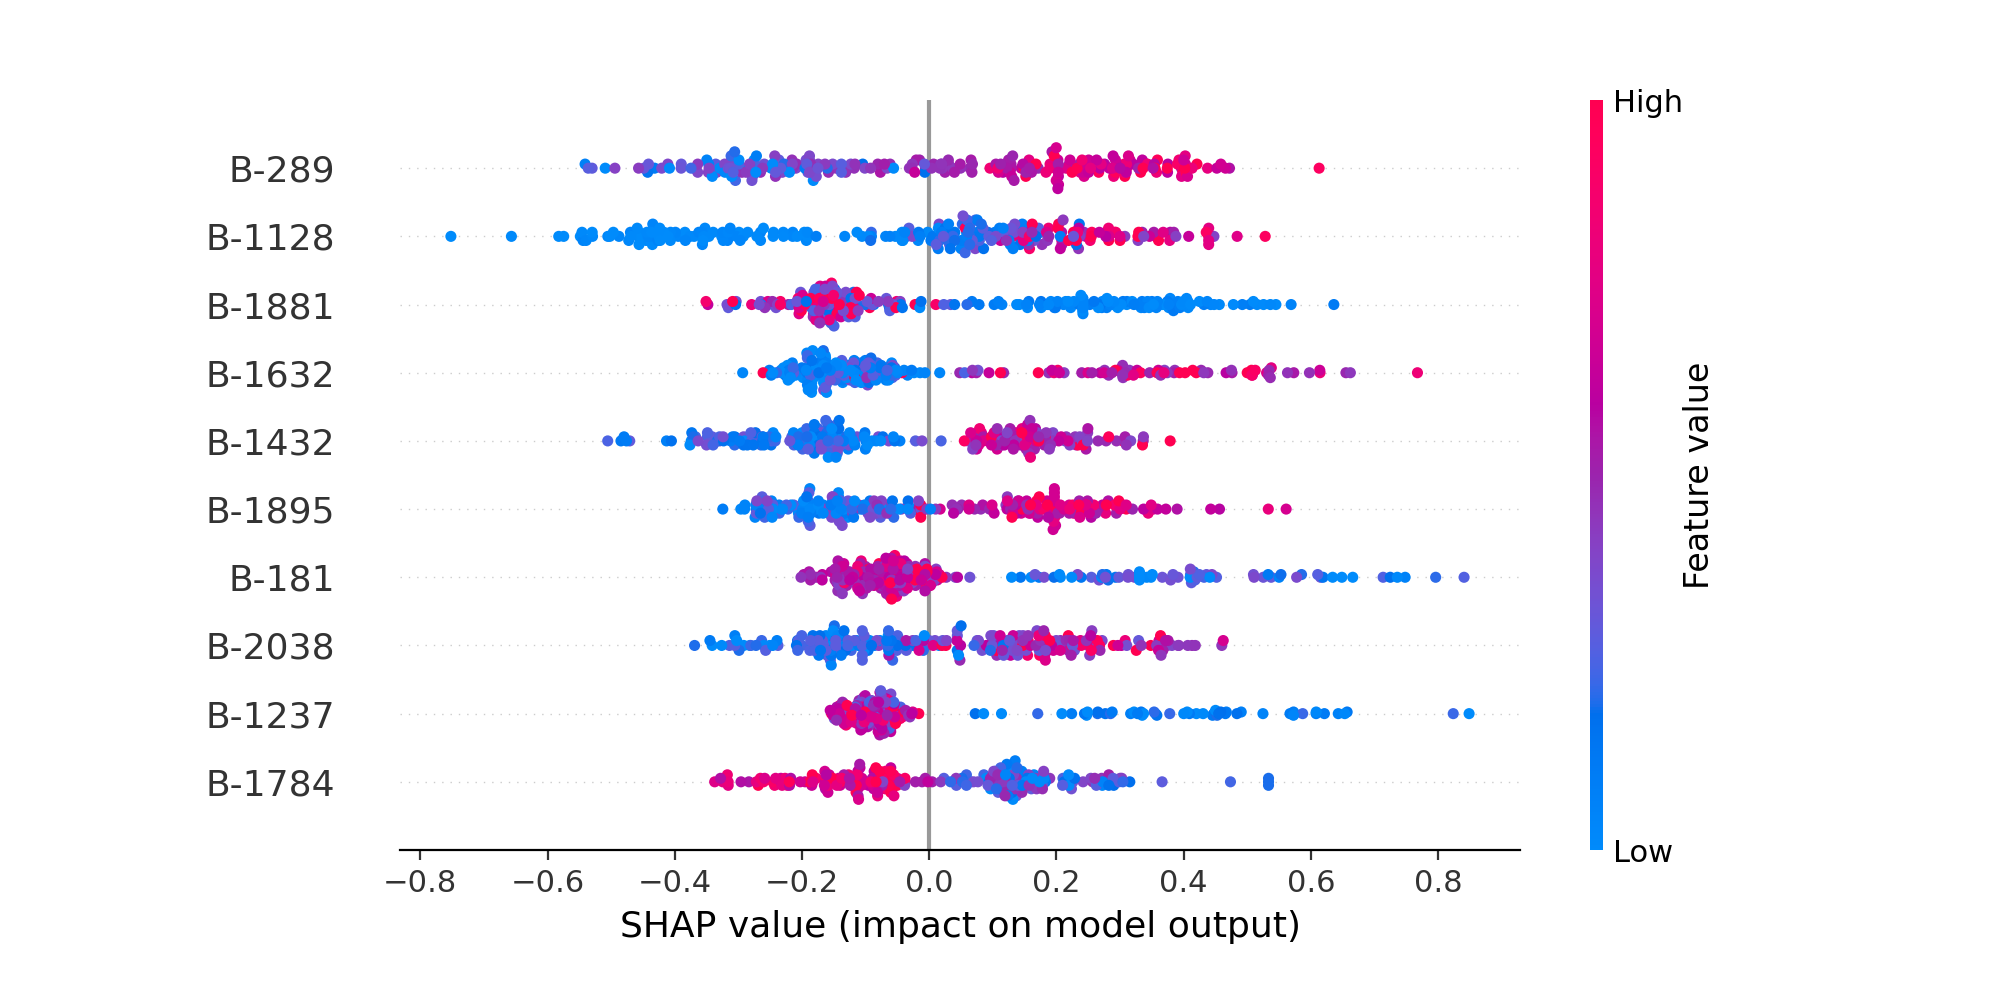 High
B-289
B-1128
B-1881
B-1632
B-1432
B-1895
B-181
B-2038
B-1237
B-1784
Feature value
Low
−0.8 −0.6 −0.4 −0.2 0.0 0.2 0.4 0.6 0.8
SHAP value (impact on model output)